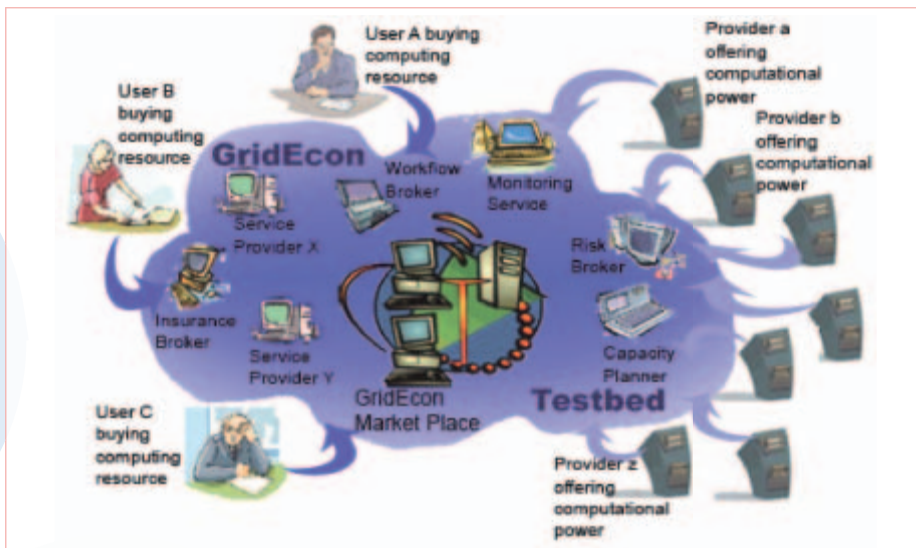 User A buying
computing
resource
Provider a
offering
computational
power
User B
buying
computing
resource
Provider b
offering
computational
power
GridEcon
Workflow
Broker
Monitoring
Service
Service
Provider X
Risk
Broker
Insurance
Broker
Service
Provider Y
Capacity
Planner
GridEcon
Market Place
Testbed
User C
buying
computing
resource
Provider z
offering
computational
power